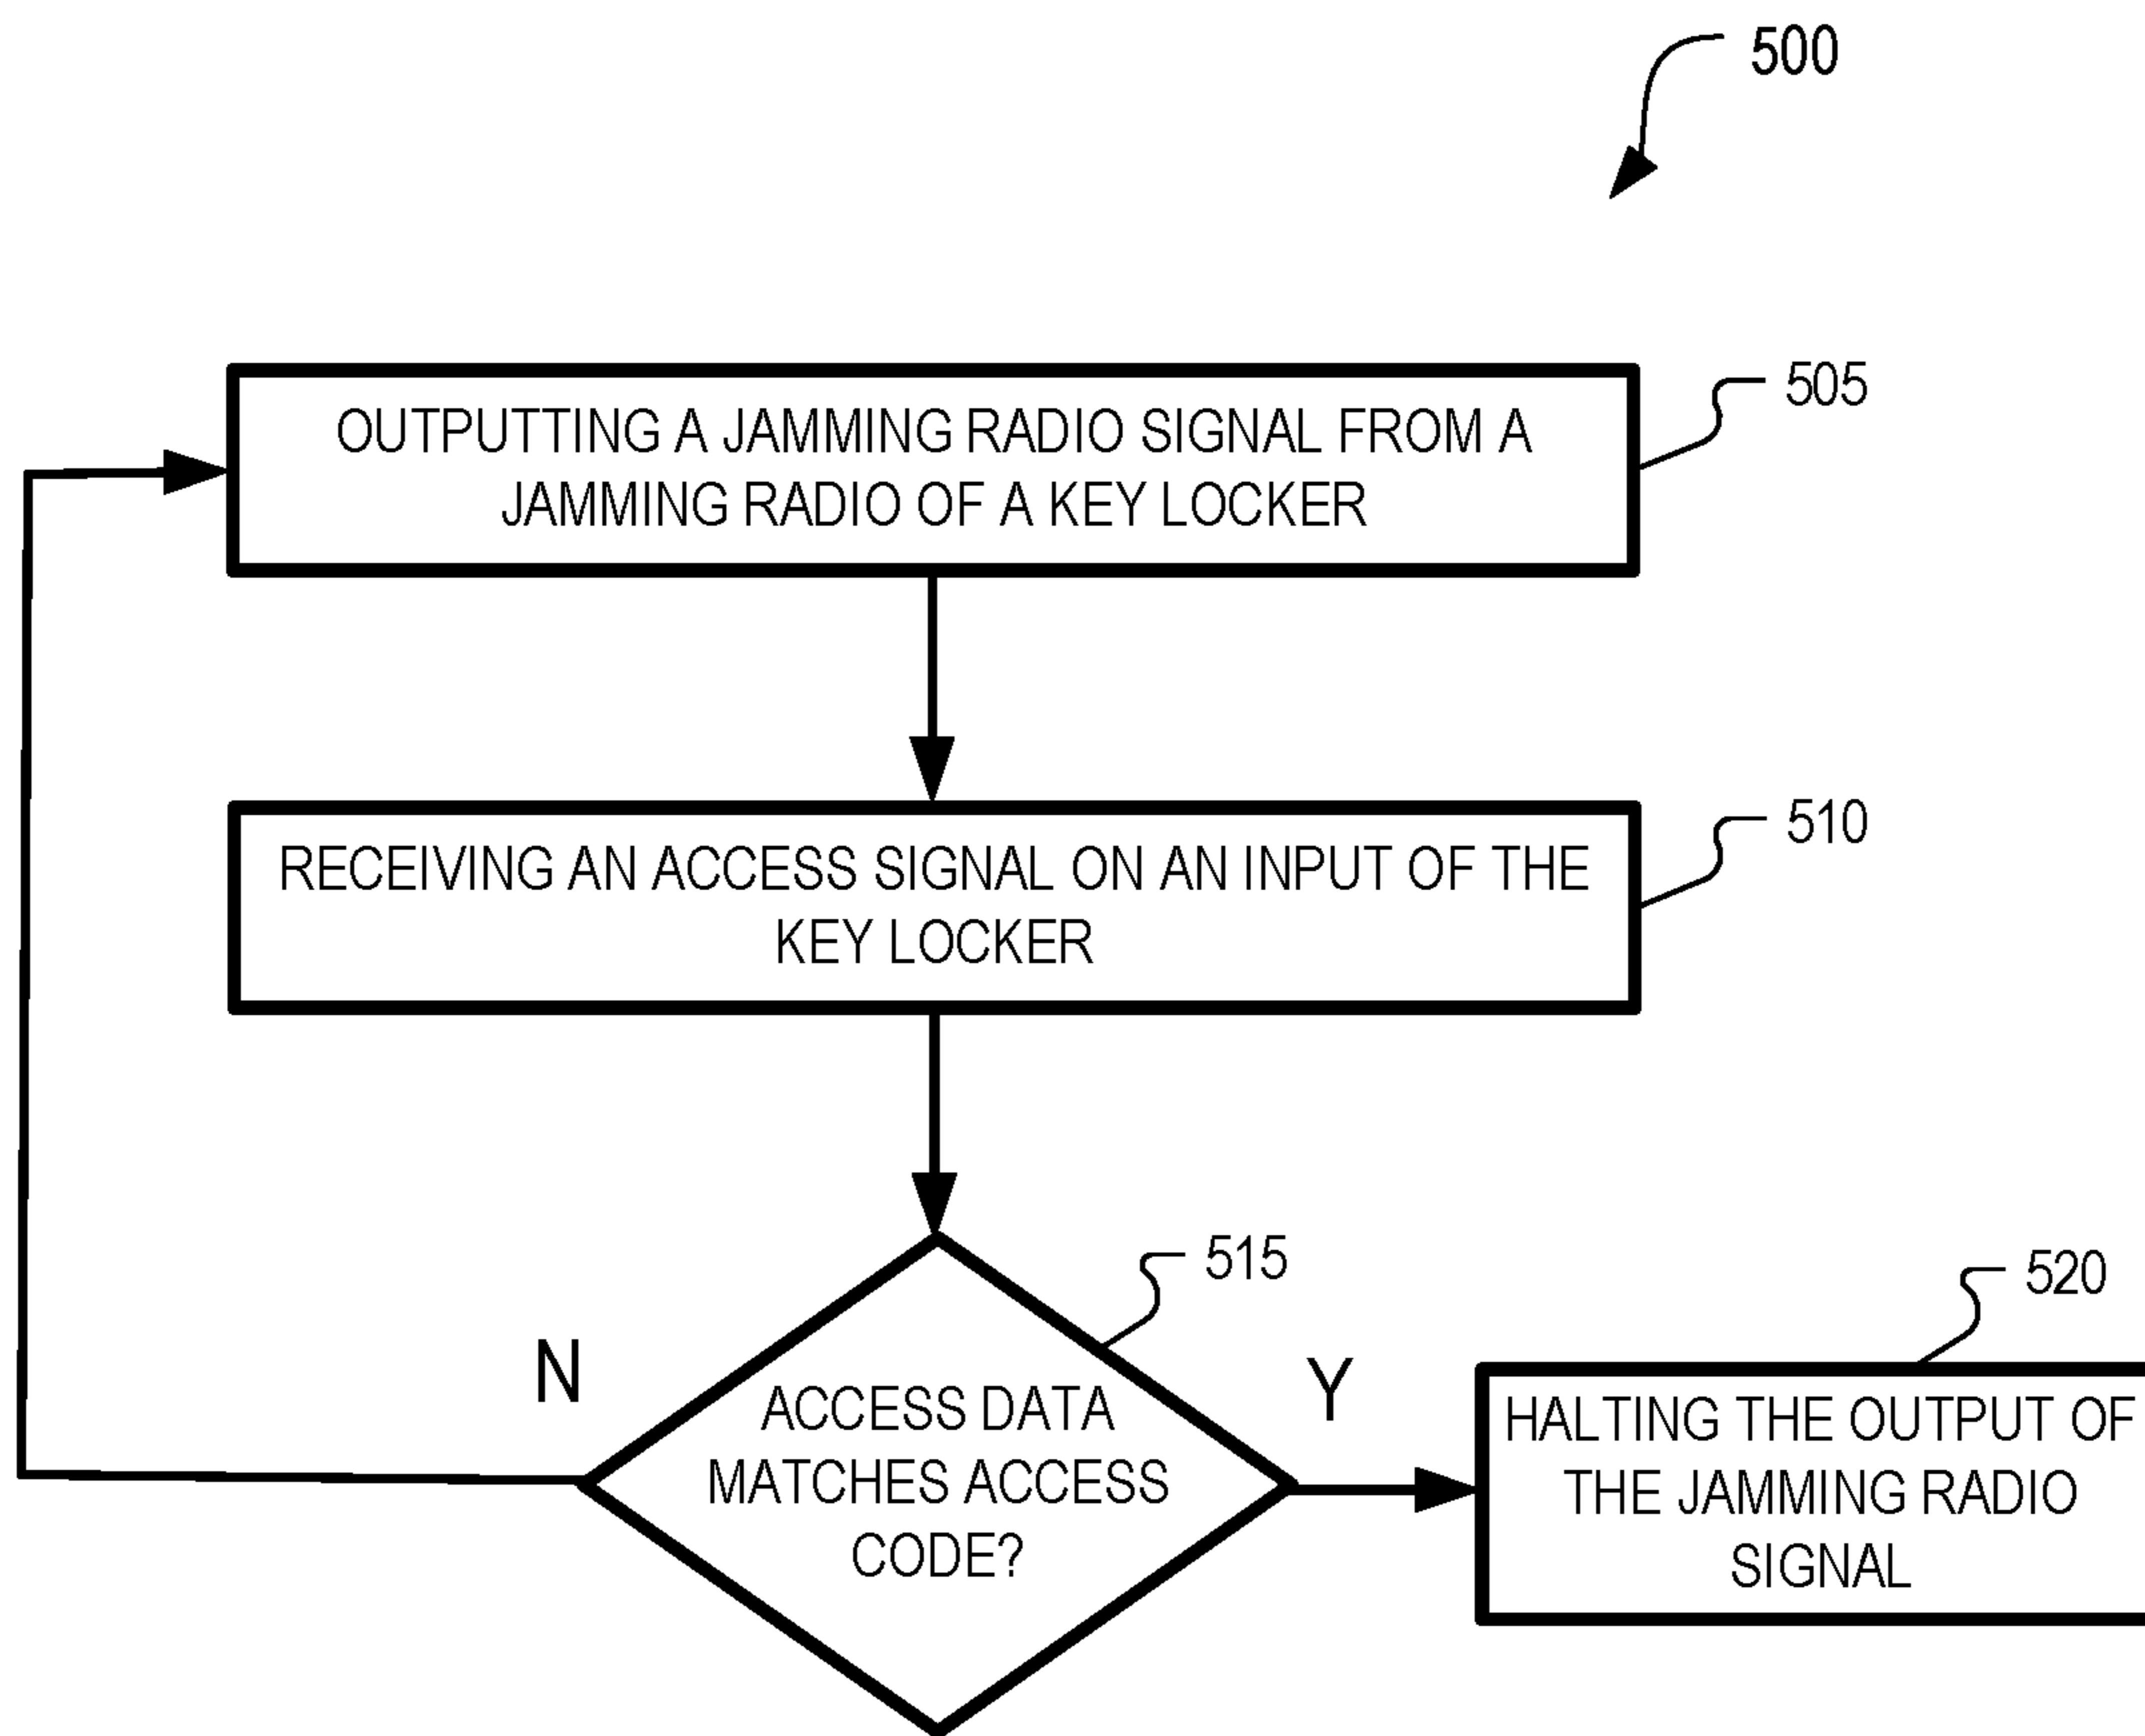 500
OUTPUTTING A JAMMING RADIO SIGNAL FROM A
JAMMING RADIO OF A KEY LOCKER
505
RECEIVING AN ACCESS SIGNAL ON AN INPUT OF THE
KEY LOCKER
510
515
N
ACCESS DATA
MATCHES ACCESS
CODE?
Y
520
HALTING THE OUTPUT OF
THE JAMMING RADIO
SIGNAL